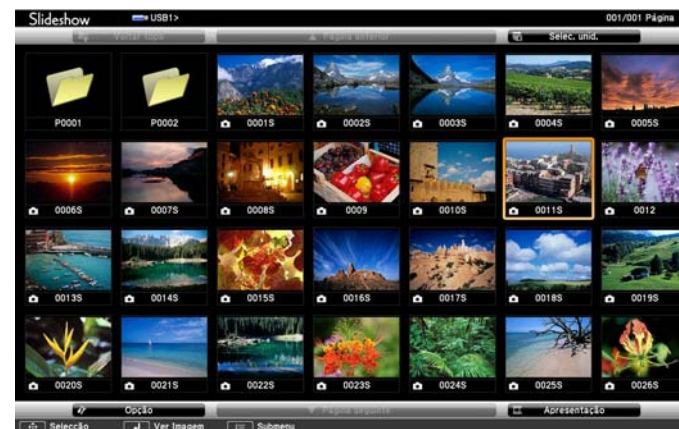 Slideshow USB1> 001/001 Página
Voltar topo Página anterior Selec. unid.
P0001 P0002 0001S 0002S 0003S 0004S 0005S
0006S 0007S 0008S 0009 0010S 0011S 0012
0013S 0014S 0015S 0016S 0017S 0018S 0019S
0020S 0021S 0022S 0023S 0024S 0025S 0026S
Opção Página seguinte Apresentação
Selecção Ver Imagem Submenu